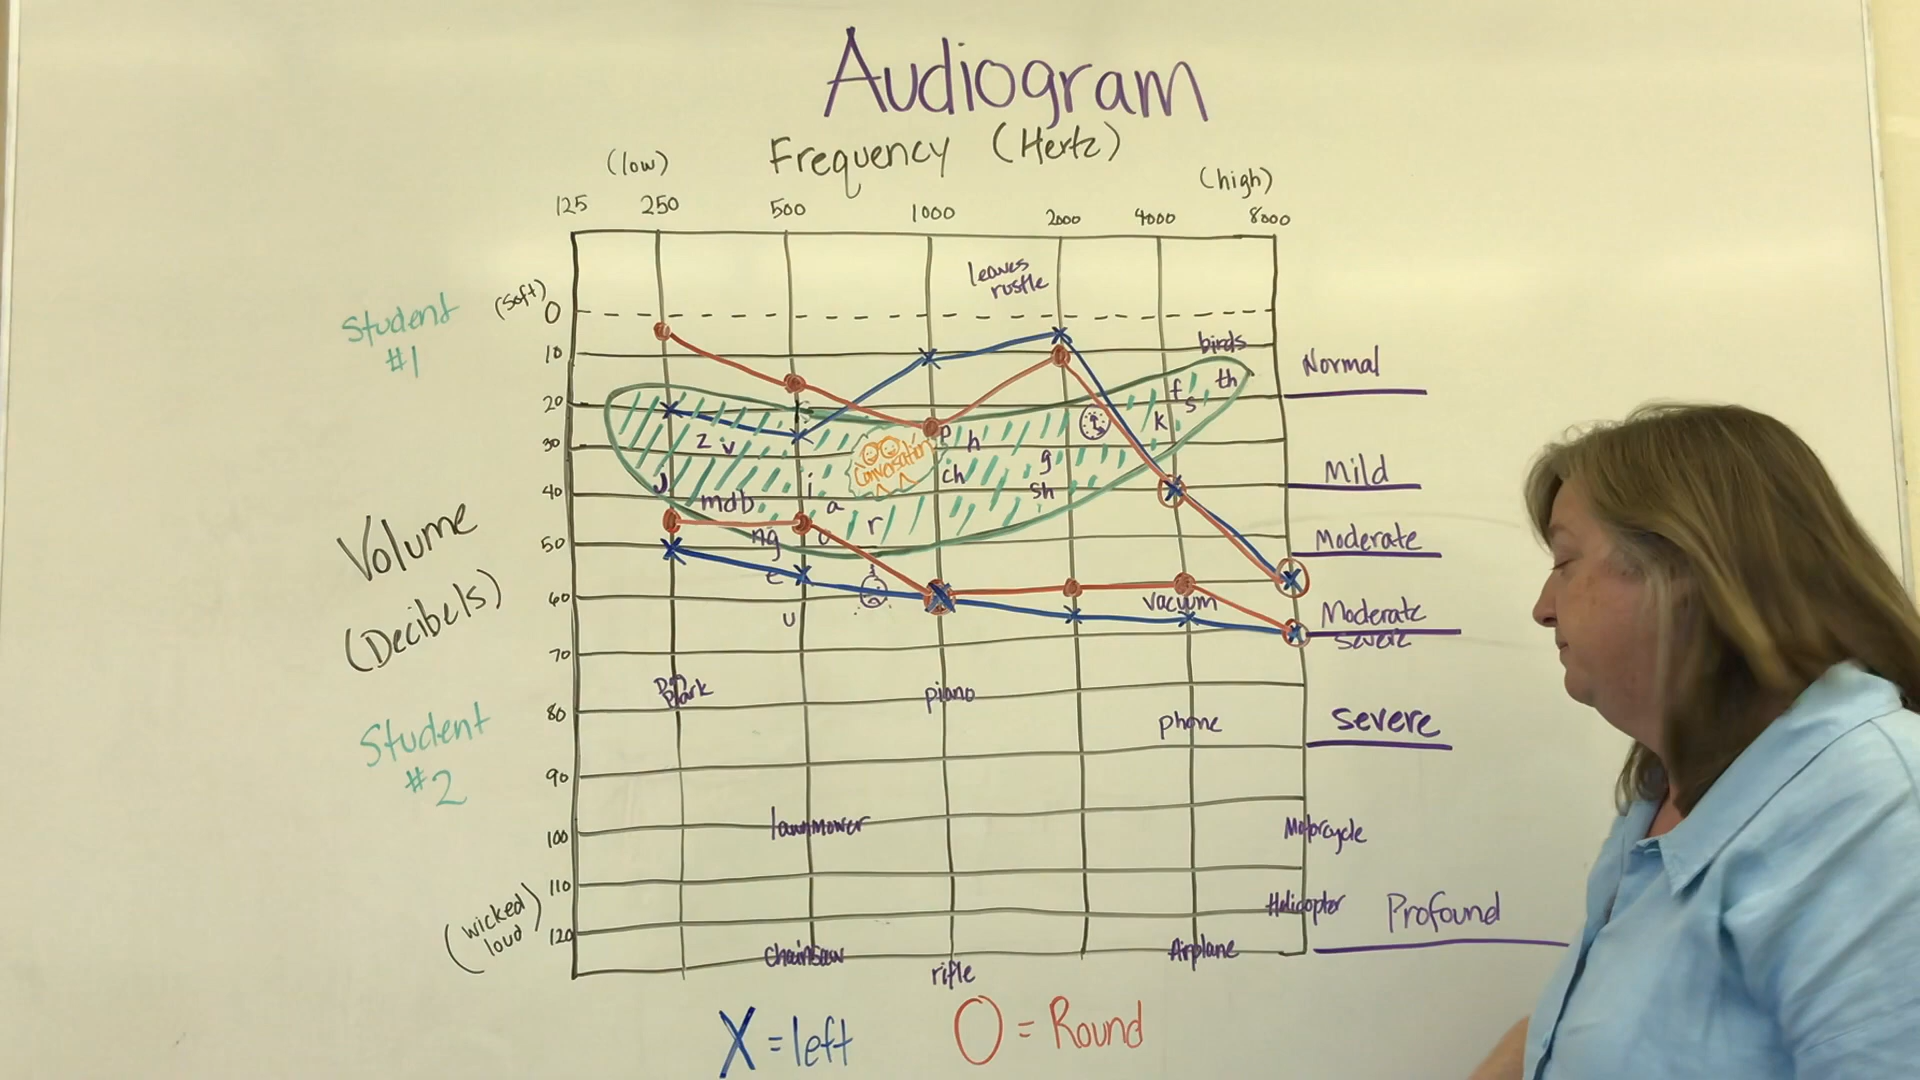 Audiogram
Frequency (Hertz)
(low)
(high)
125 250 500 1000 2000 4000 8000
leaves
rustle
Student
#1
(Soft)
0
10
birds
Normal
20
f th
s
k
p h
z v
30
Conversation
ch g
Mild
j
i
sh
40
mdb
a
r
Volume
(Decibels)
ng
50
Moderate
e
60
vacuum
u
Moderate
severe
70
Bark
piano
Student
#2
80
phone
severe
90
lawnmower
100
Motorcycle
110
Helicopter
Profound
(wicked
loud)
120
chainsaw
rifle
Airplane
X = left
O = Round